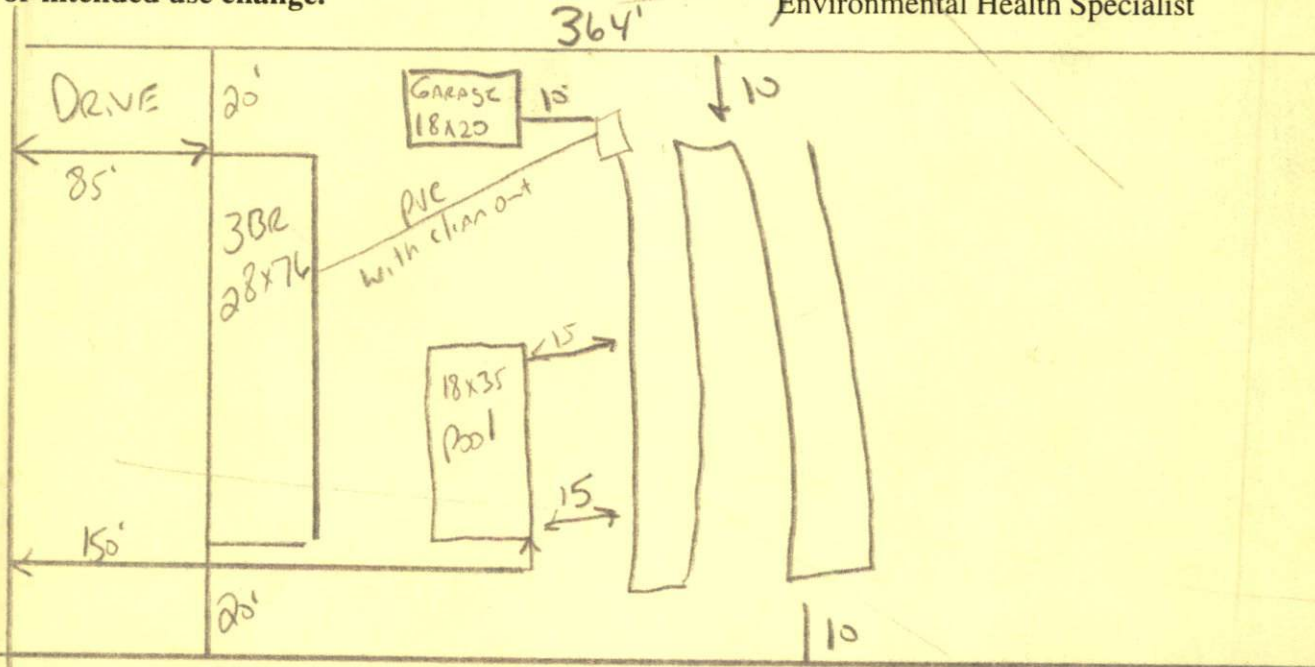 or intended use change.
Environmental Health Specialist
364'
DRIVE
20'
GARAGE
18x20
10
10
85'
3BR
28x76
PVC
with clean out
15
18x35
Pool
15
150'
20'
10